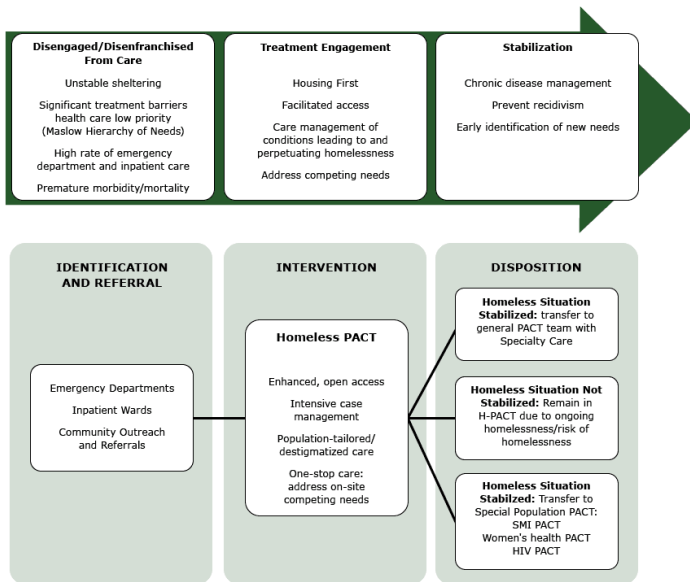 Disengaged/Disenfranchised
From Care
Unstable sheltering
Significant treatment barriers
health care low priority
(Maslow Hierarchy of Needs)
High rate of emergency
department and inpatient care
Premature morbidity/mortality
Treatment Engagement
Housing First
Facilitated access
Care management of
conditions leading to and
perpetuating homelessness
Address competing needs
Stabilization
Chronic disease management
Prevent recidivism
Early identification of new needs
IDENTIFICATION
AND REFERRAL
Emergency Departments
Inpatient Wards
Community Outreach
and Referrals
INTERVENTION
Homeless PACT
Enhanced, open access
Intensive case
management
Population-tailored/
destigmatized care
One-stop care:
address on-site
competing needs
DISPOSITION
Homeless Situation
Stabilized: transfer to
general PACT team with
Specialty Care
Homeless Situation Not
Stabilized: Remain in
H-PACT due to ongoing
homelessness/risk of
homelessness
Homeless Situation
Stabilzed: Transfer to
Special Population PACT:
SMI PACT
Women's health PACT
HIV PACT